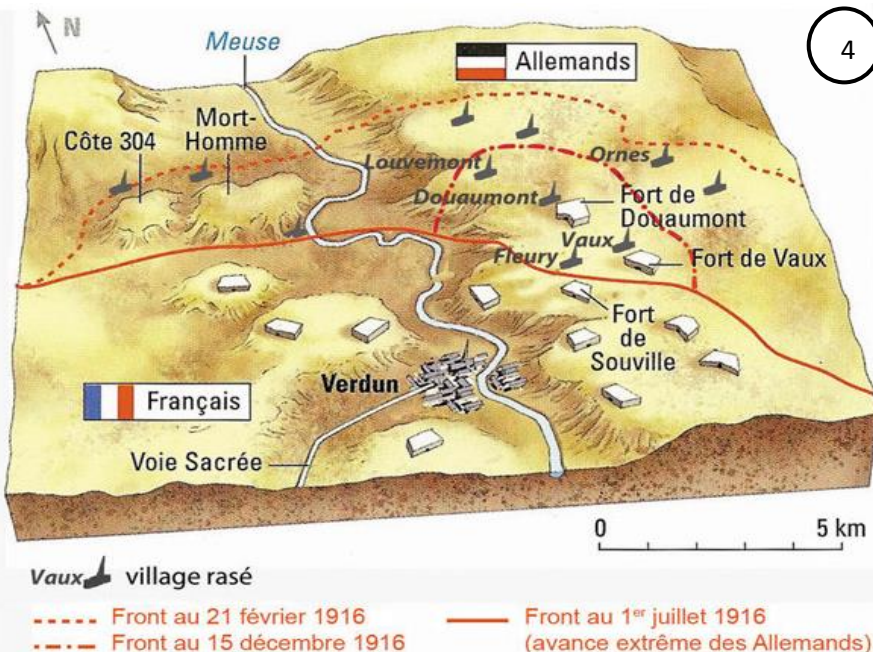 N
4
Meuse
Allemands
Mort-
Homme
Côte 304
Louvemont
Ornes
Douaumont
Fort de
Douaumont
Vaux
Fleury
Fort de Vaux
Fort
de
Souville
Verdun
Français
Voie Sacrée
0
5 km
Vaux
village rasé
Front au 21 février 1916
Front au 15 décembre 1916
Front au 1er juillet 1916
(avance extrême des Allemands)